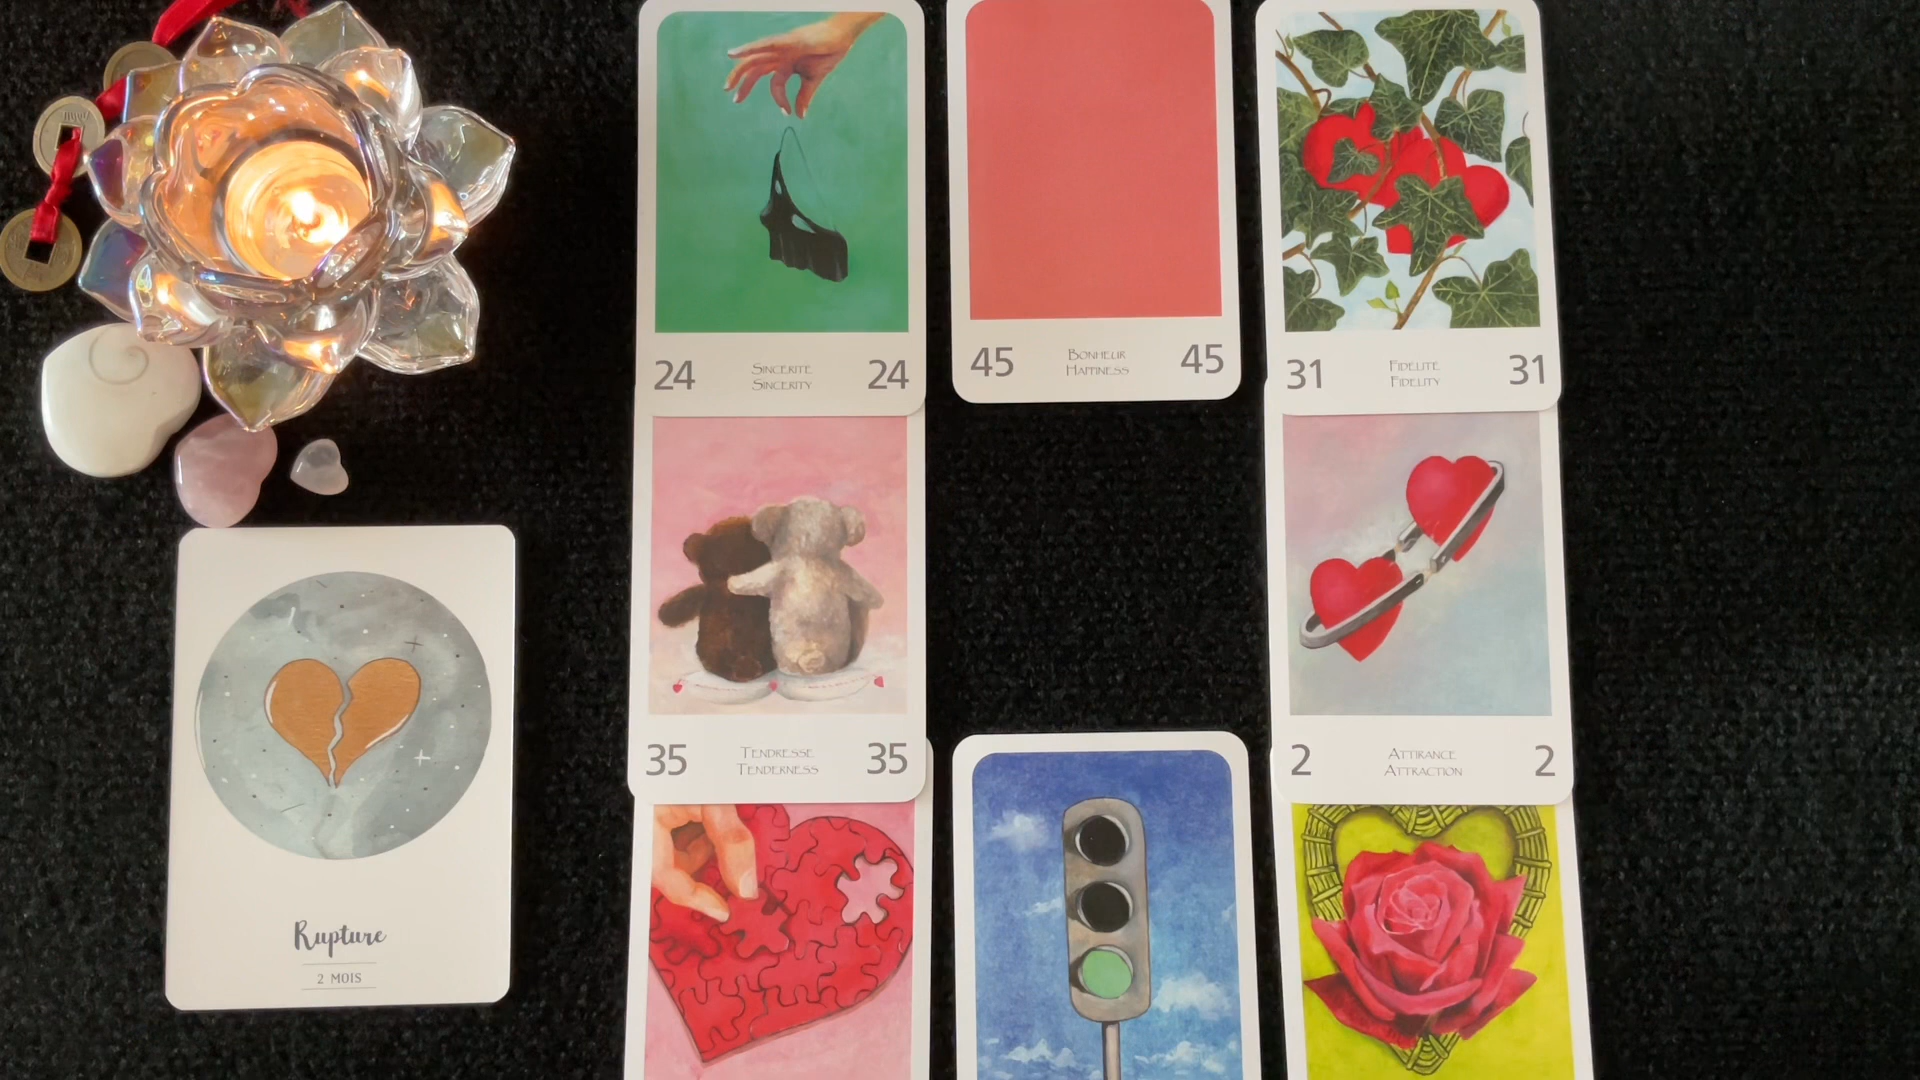 24 SINCERITE 24
SINCERITY
45 BONHEUR 45
HAPPINESS
31 FIDELITE 31
FIDELITY
35 TENDRESSE 35
TENDERNESS
2 ATTIRANCE 2
ATTRACTION
Rupture
2 MOIS